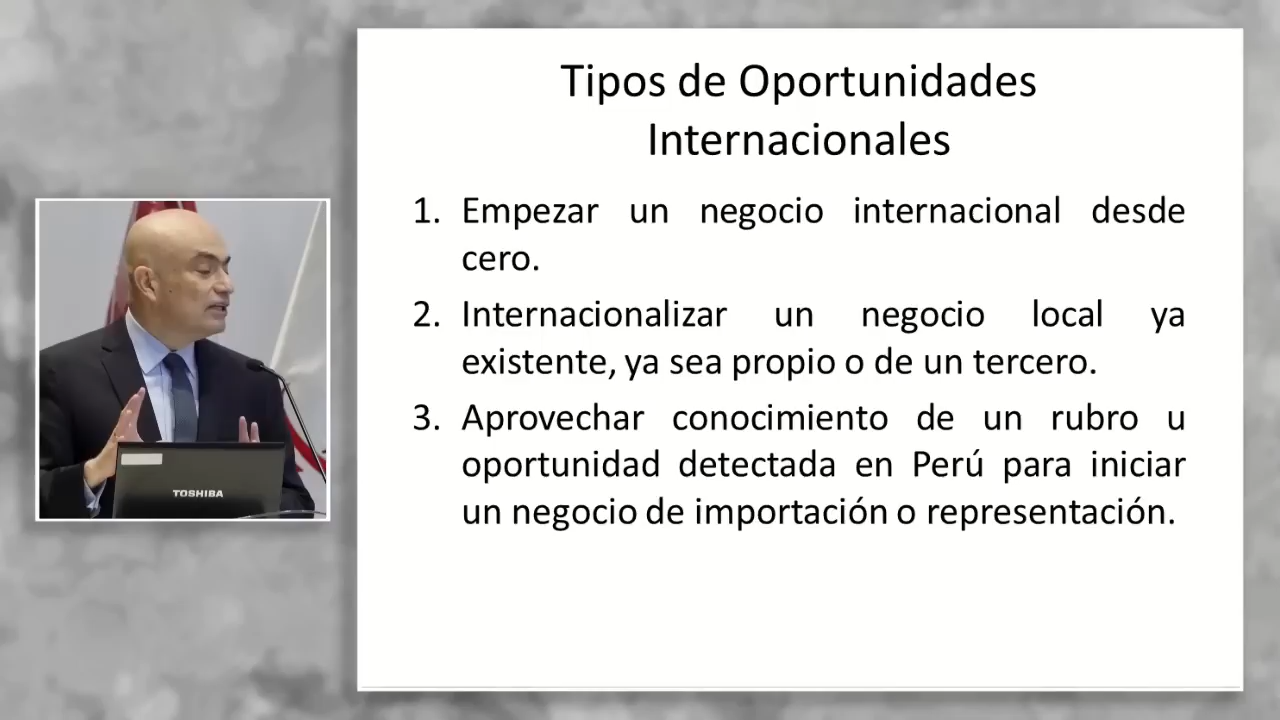 Tipos de Oportunidades
Internacionales
1. Empezar un negocio internacional desde
cero.
2. Internacionalizar un negocio local ya
existente, ya sea propio o de un tercero.
3. Aprovechar conocimiento de un rubro u
oportunidad detectada en Perú para iniciar
un negocio de importación o representación.
TOSHIBA